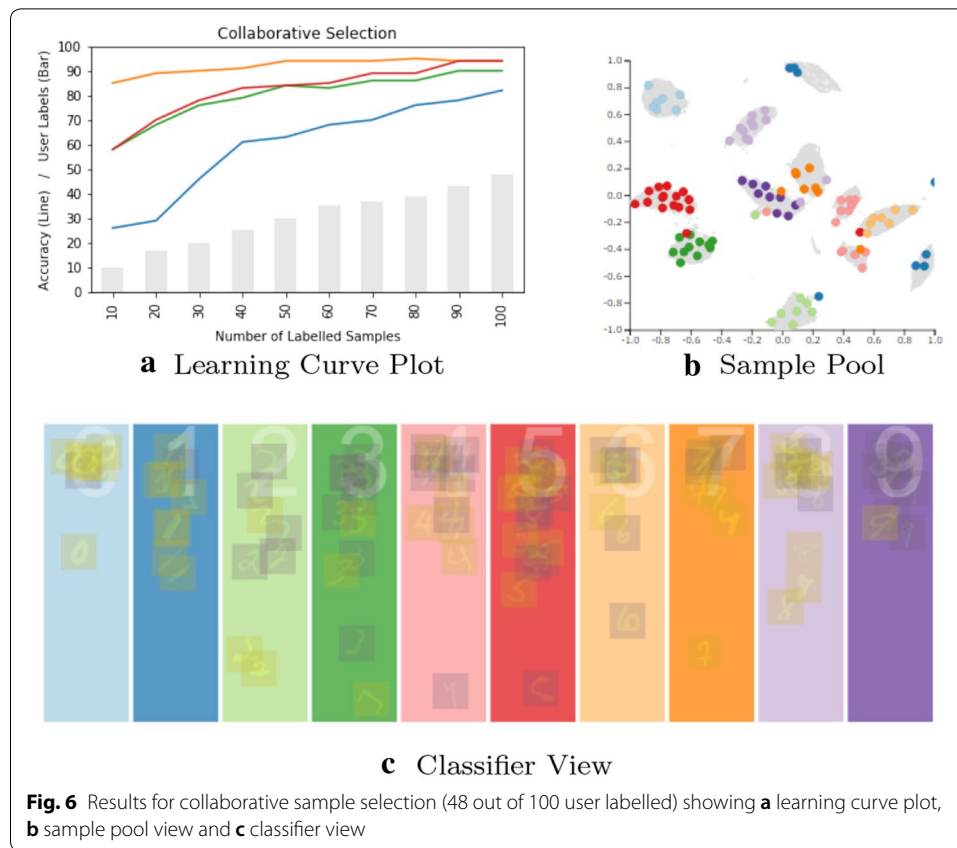 Collaborative Selection
Accuracy (Line) / User Labels (Bar)
100
90
80
70
60
50
40
30
20
10
0
10 20 30 40 50 60 70 80 90 100
Number of Labelled Samples
a Learning Curve Plot
1.0
0.8
0.6
0.4
0.2
0.0
-0.2
-0.4
-0.6
-0.8
-1.0
-1.0 -0.8 -0.6 -0.4 -0.2 0.0 0.2 0.4 0.6 0.8 1.0
b Sample Pool
0 1 2 3 4 5 6 7 8 9
c Classifier View
Fig. 6 Results for collaborative sample selection (48 out of 100 user labelled) showing a learning curve plot,
b sample pool view and c classifier view